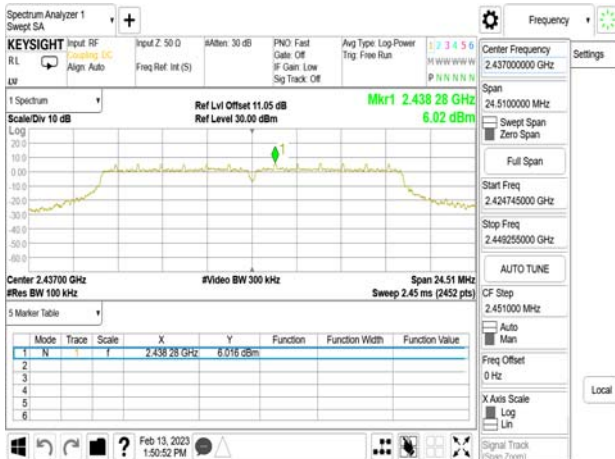 Spectrum Analyzer 1
Swept SA
Frequency
KEYSIGHT
Input: RF
Coupling: DC
Align: Auto
Input Z: 50 Ω
Freq Ref: Int (S)
#Atten: 30 dB
PNO: Fast
Gate: Off
IF Gain: Low
Sig Track: Off
Avg Type: Log-Power
Trig: Free Run
1 2 3 4 5 6
M W W W W W
P N N N N N
RL
Center Frequency
2.437000000 GHz
Settings
Span
24.5100000 MHz
Swept Span
Zero Span
Full Span
Start Freq
2.424745000 GHz
Stop Freq
2.449255000 GHz
AUTO TUNE
CF Step
2.451000 MHz
Auto
Man
Freq Offset
0 Hz
X Axis Scale
Log
Lin
Signal Track
(Span Zoom)
Local
1 Spectrum
Scale/Div 10 dB
Ref Lvl Offset 11.05 dB
Ref Level 30.00 dBm
Mkr1 2.438 28 GHz
6.02 dBm
Log
20.0
10.0
0.00
-10.0
-20.0
-30.0
-40.0
-50.0
-60.0
1
Center 2.43700 GHz
#Res BW 100 kHz
#Video BW 300 kHz
Span 24.51 MHz
Sweep 2.45 ms (2452 pts)
5 Marker Table
Mode Trace Scale X Y Function Function Width Function Value
1 N 1 f 2.438 28 GHz 6.016 dBm
2
3
4
5
6
?
Feb 13, 2023
1:50:52 PM